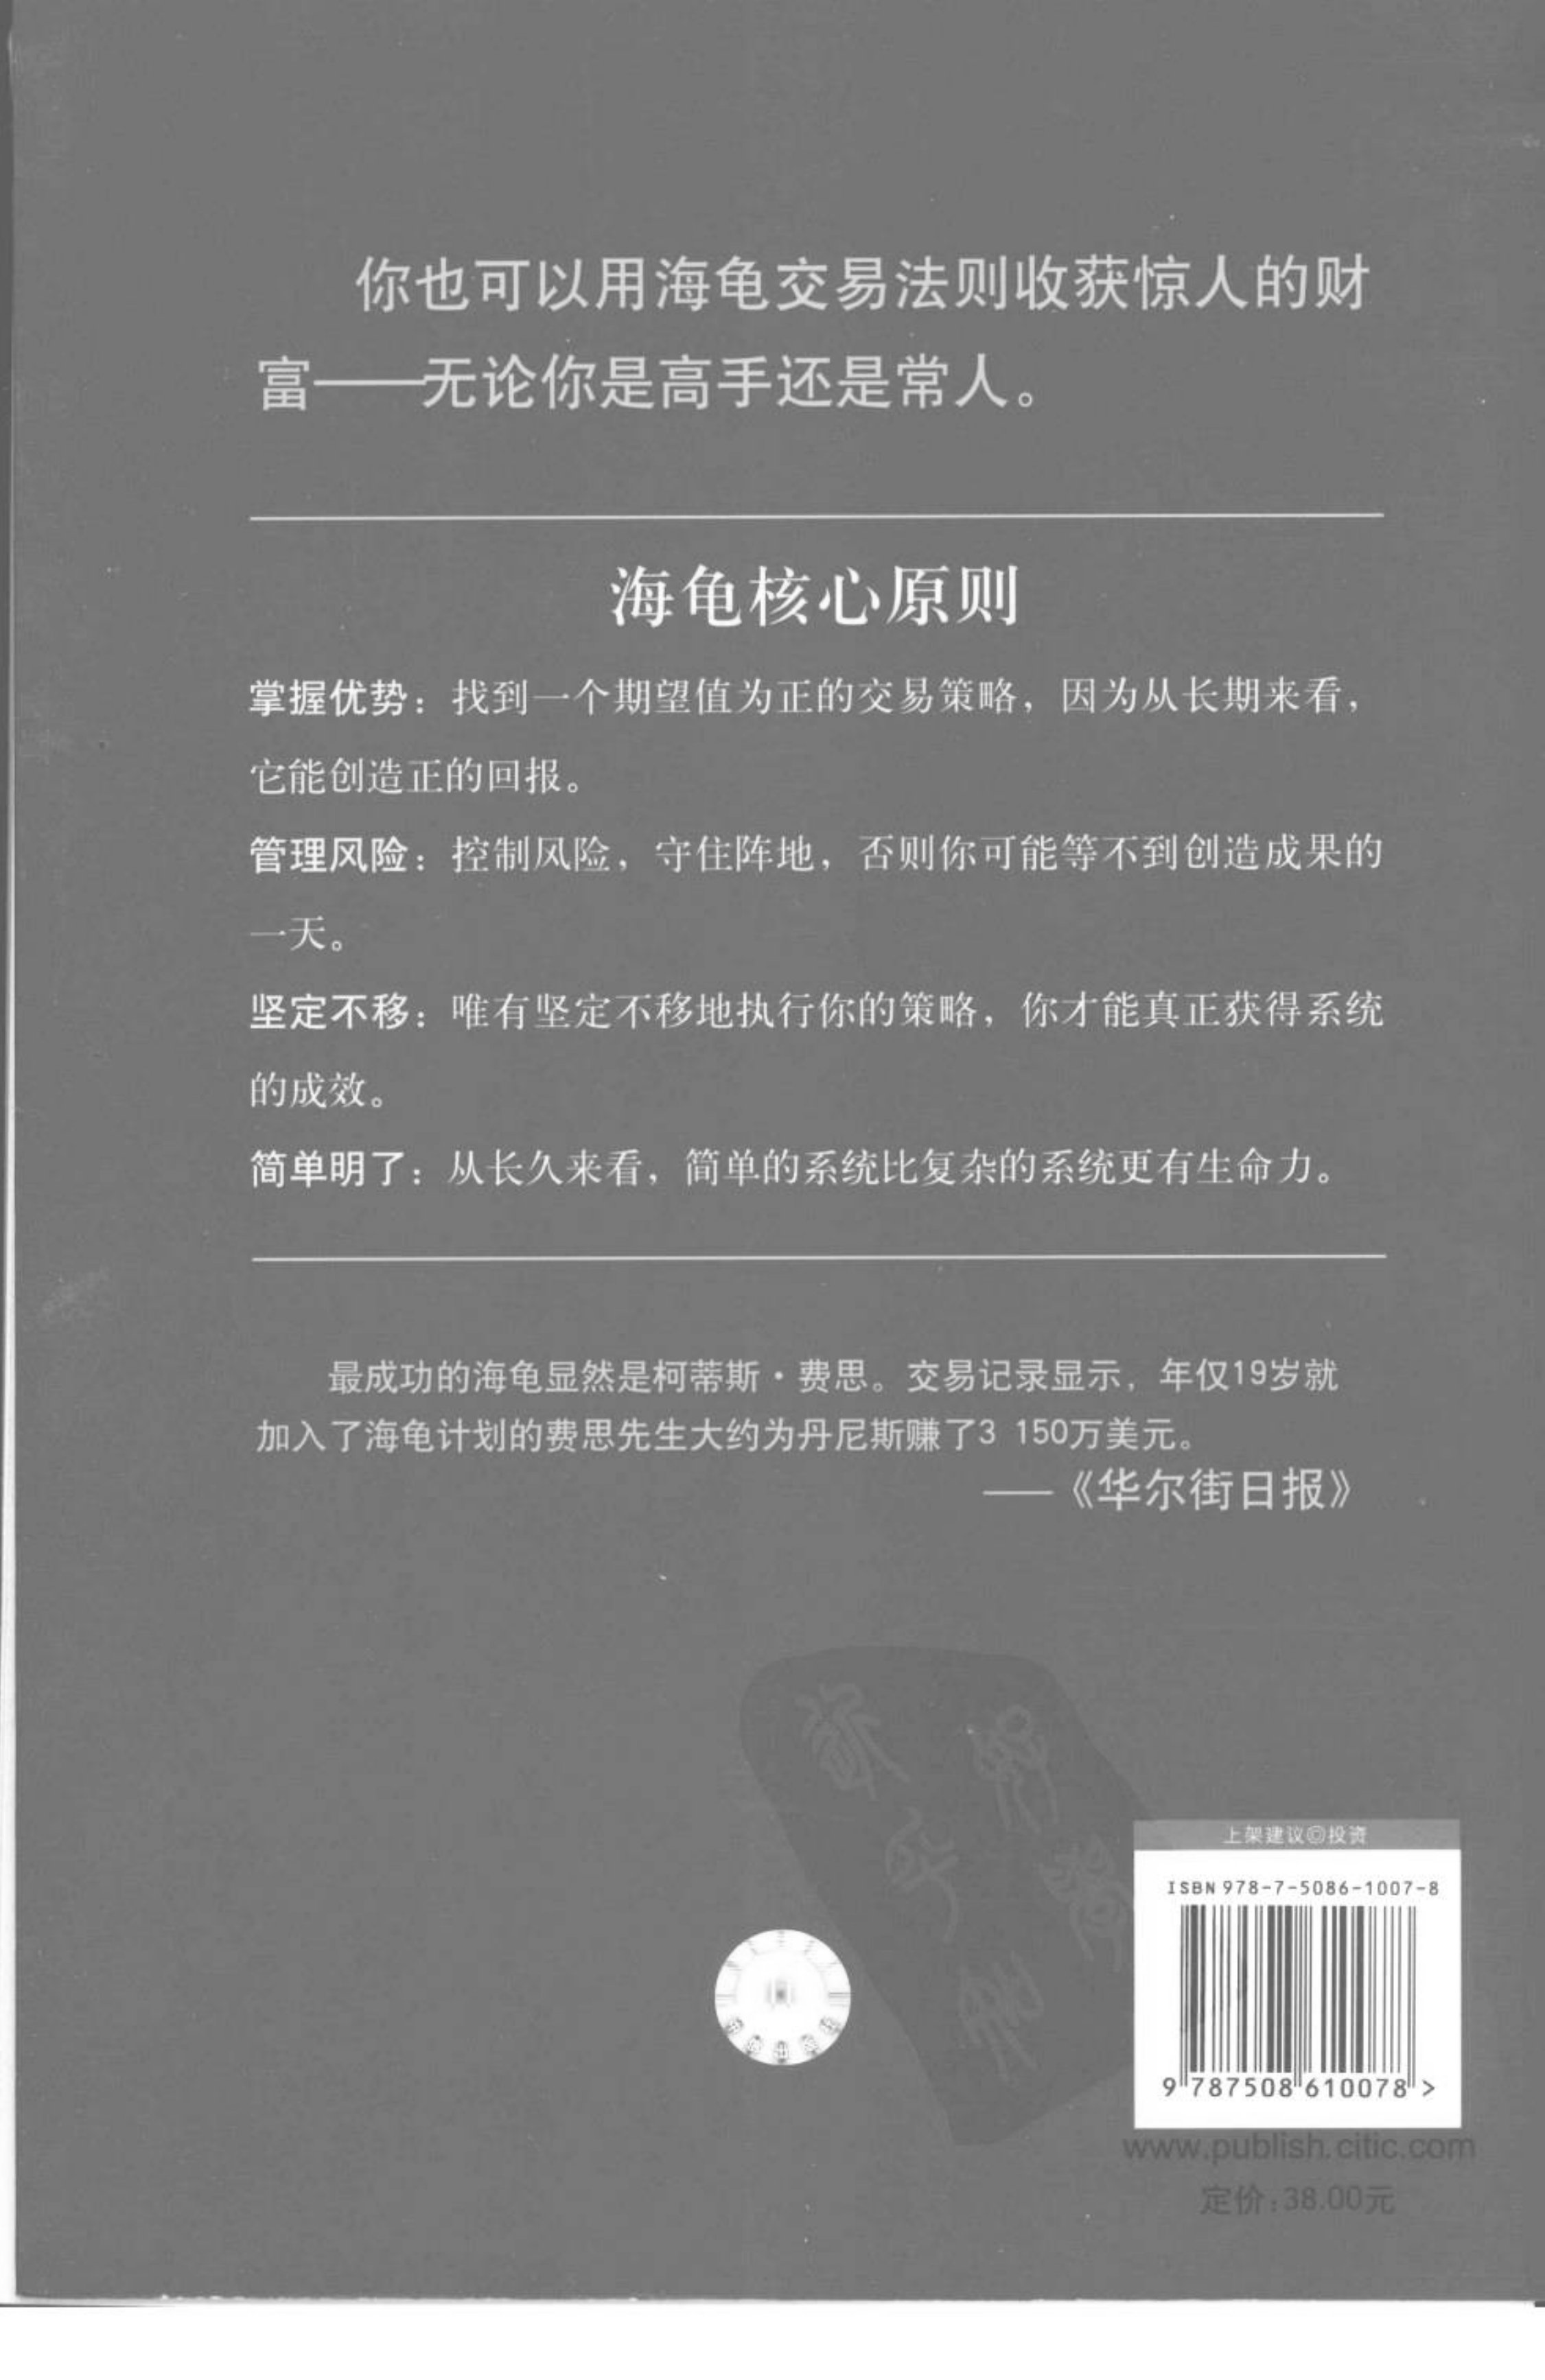 你也可以用海龟交易法则收获惊人的财
富——无论你是高手还是常人。
海龟核心原则
掌握优势：找到一个期望值为正的交易策略，因为从长期来看，
它能创造正的回报。
管理风险：控制风险，守住阵地，否则你可能等不到创造成果的
一天。
坚定不移：唯有坚定不移地执行你的策略，你才能真正获得系统
的成效。
简单明了：从长久来看，简单的系统比复杂的系统更有生命力。
最成功的海龟显然是柯蒂斯·费思。交易记录显示，年仅19岁就
加入了海龟计划的费思先生大约为丹尼斯赚了3 150万美元。
——《华尔街日报》
上架建议◎投资
ISBN 978-7-5086-1007-8
9 787508 610078 >
www.publish.citic.com
定价:38.00元